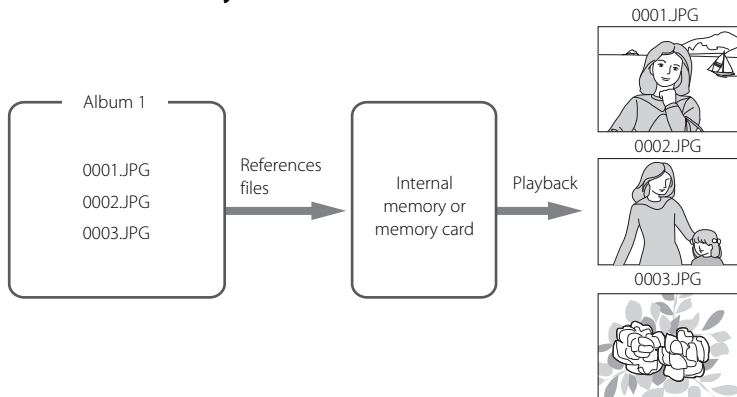 Album 1
0001.JPG
0002.JPG
0003.JPG
References
files
Internal
memory or
memory card
Playback
0001.JPG
0002.JPG
0003.JPG